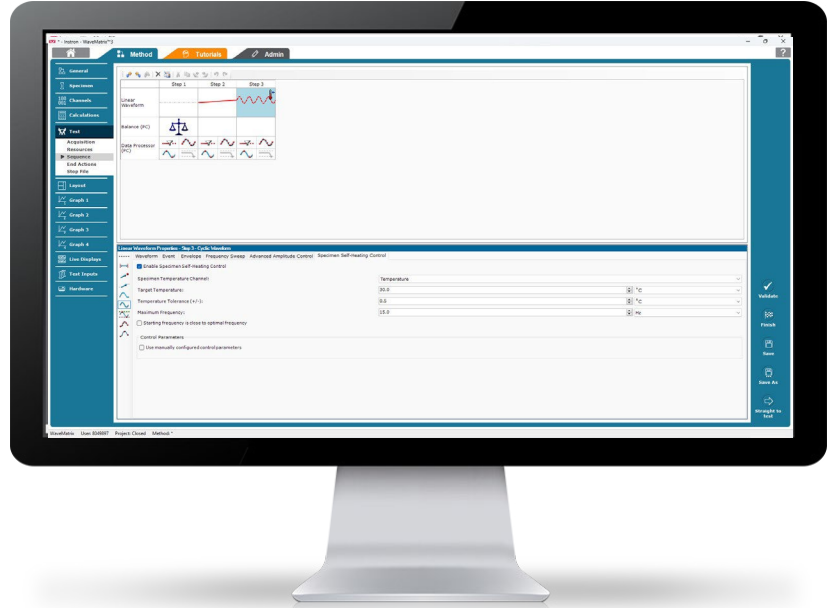 * - Instron - WaveMatrix™3
Method
Tutorials
Admin
?
General
Specimen
Channels
Calculations
Test
Acquisition
Resources
Sequence
End Actions
Stop File
Layout
Graph 1
Graph 2
Graph 3
Graph 4
Live Displays
Test Inputs
Hardware
Step 1 Step 2 Step 3
Linear
Waveform
Balance (PC)
Data Processor
(PC)
Linear Waveform Properties - Step 3 - Cyclic Waveform
Waveform Event Envelope Frequency Sweep Advanced Amplitude Control Specimen Self-Heating Control
Enable Specimen Self-Heating Control
Specimen Temperature Channel: Temperature
Target Temperature: °C
Temperature Tolerance (+/-): °C
Maximum Frequency: 15.0 Hz
Starting frequency is close to optimal frequency
Control Parameters
Use manually configured control parameters
Validate
Finish
Save
Save As
Straight to
test
WaveMatrix Project: Closed Method: *